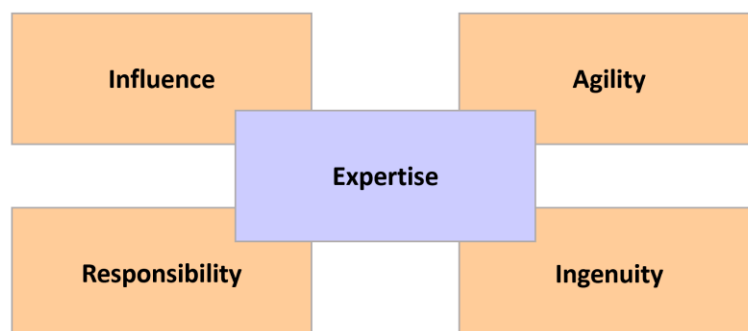 Influence
Agility
Expertise
Responsibility
Ingenuity